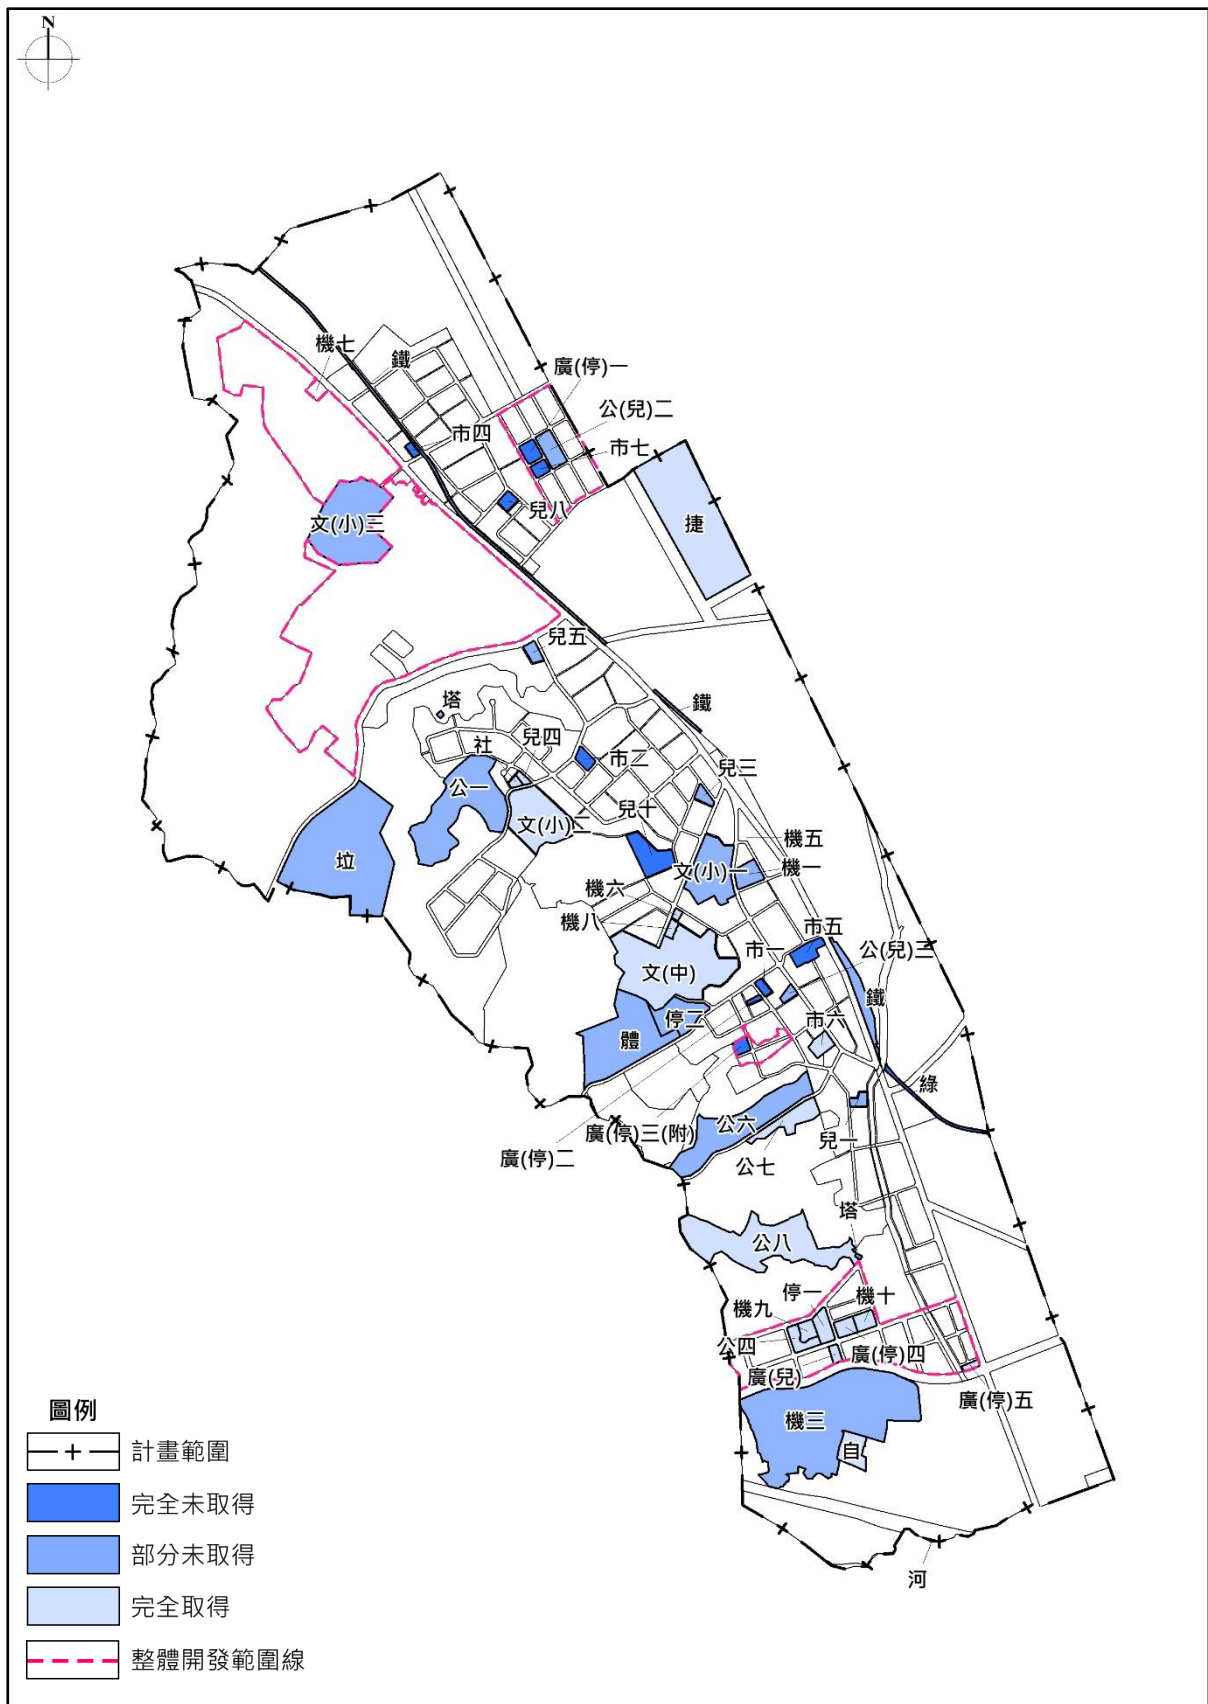 N
機七
鐵
廣(停)一
公(兒)二
市四
市七
兒八
文(小)三
捷
兒五
塔
鐵
社
兒四
市二
兒三
公一
兒十
文(小)二
機五
垃
文(小)一
機一
機六
機八
市五
市一
公(兒)三
文(中)
鐵
停二
市六
體
綠
公六
廣(停)三(附)
兒一
廣(停)二
公七
塔
公八
停一
機十
機九
公四
廣(停)四
廣(兒)
廣(停)五
機三
自
河
圖例
計畫範圍
完全未取得
部分未取得
完全取得
整體開發範圍線